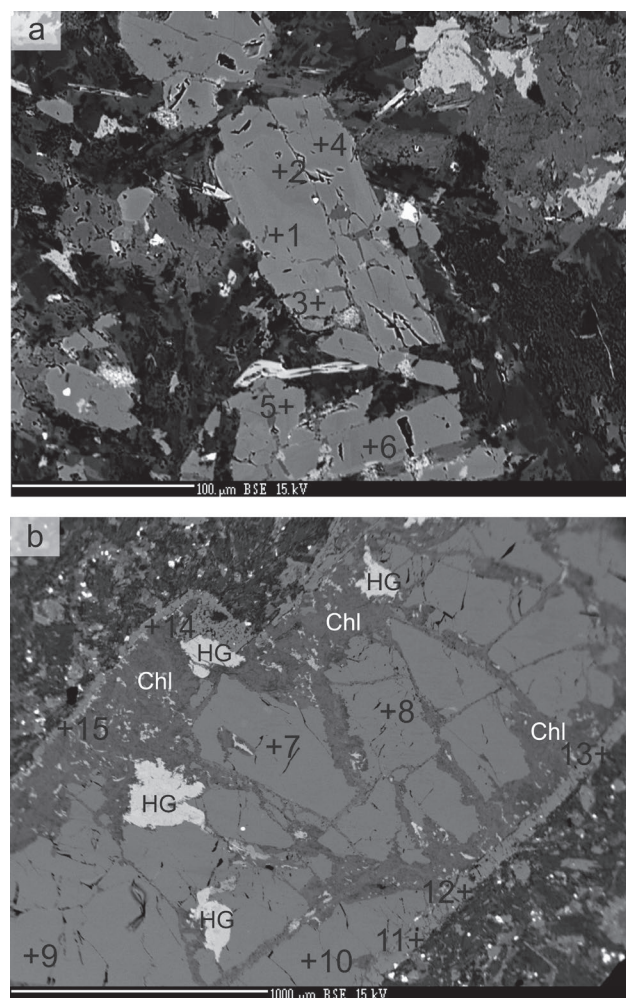 a
+4
+2
+1
3+
5+
+6
100.µm BSE 15.kV
b
HG
+14
Chl
HG
Chl
+8
+15
+7
Chl
13+
HG
12+
HG
11+
+9
+10
1000.µm BSE 15.kV